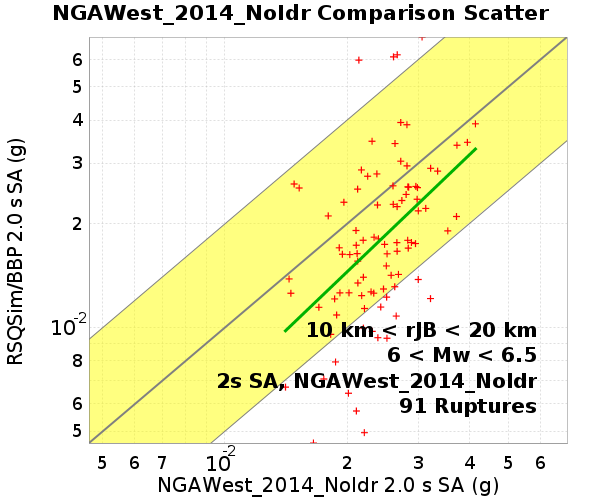 NGAWest_2014_NoIdr Comparison Scatter
RSQSim/BBP 2.0 s SA (g)
6
5
4
3
2
10-2
8
6
5
10 km < rJB < 20 km
6 < Mw < 6.5
2s SA, NGAWest_2014_NoIdr
91 Ruptures
5 6 7 10-2 2 3 4 5 6
NGAWest_2014_NoIdr 2.0 s SA (g)